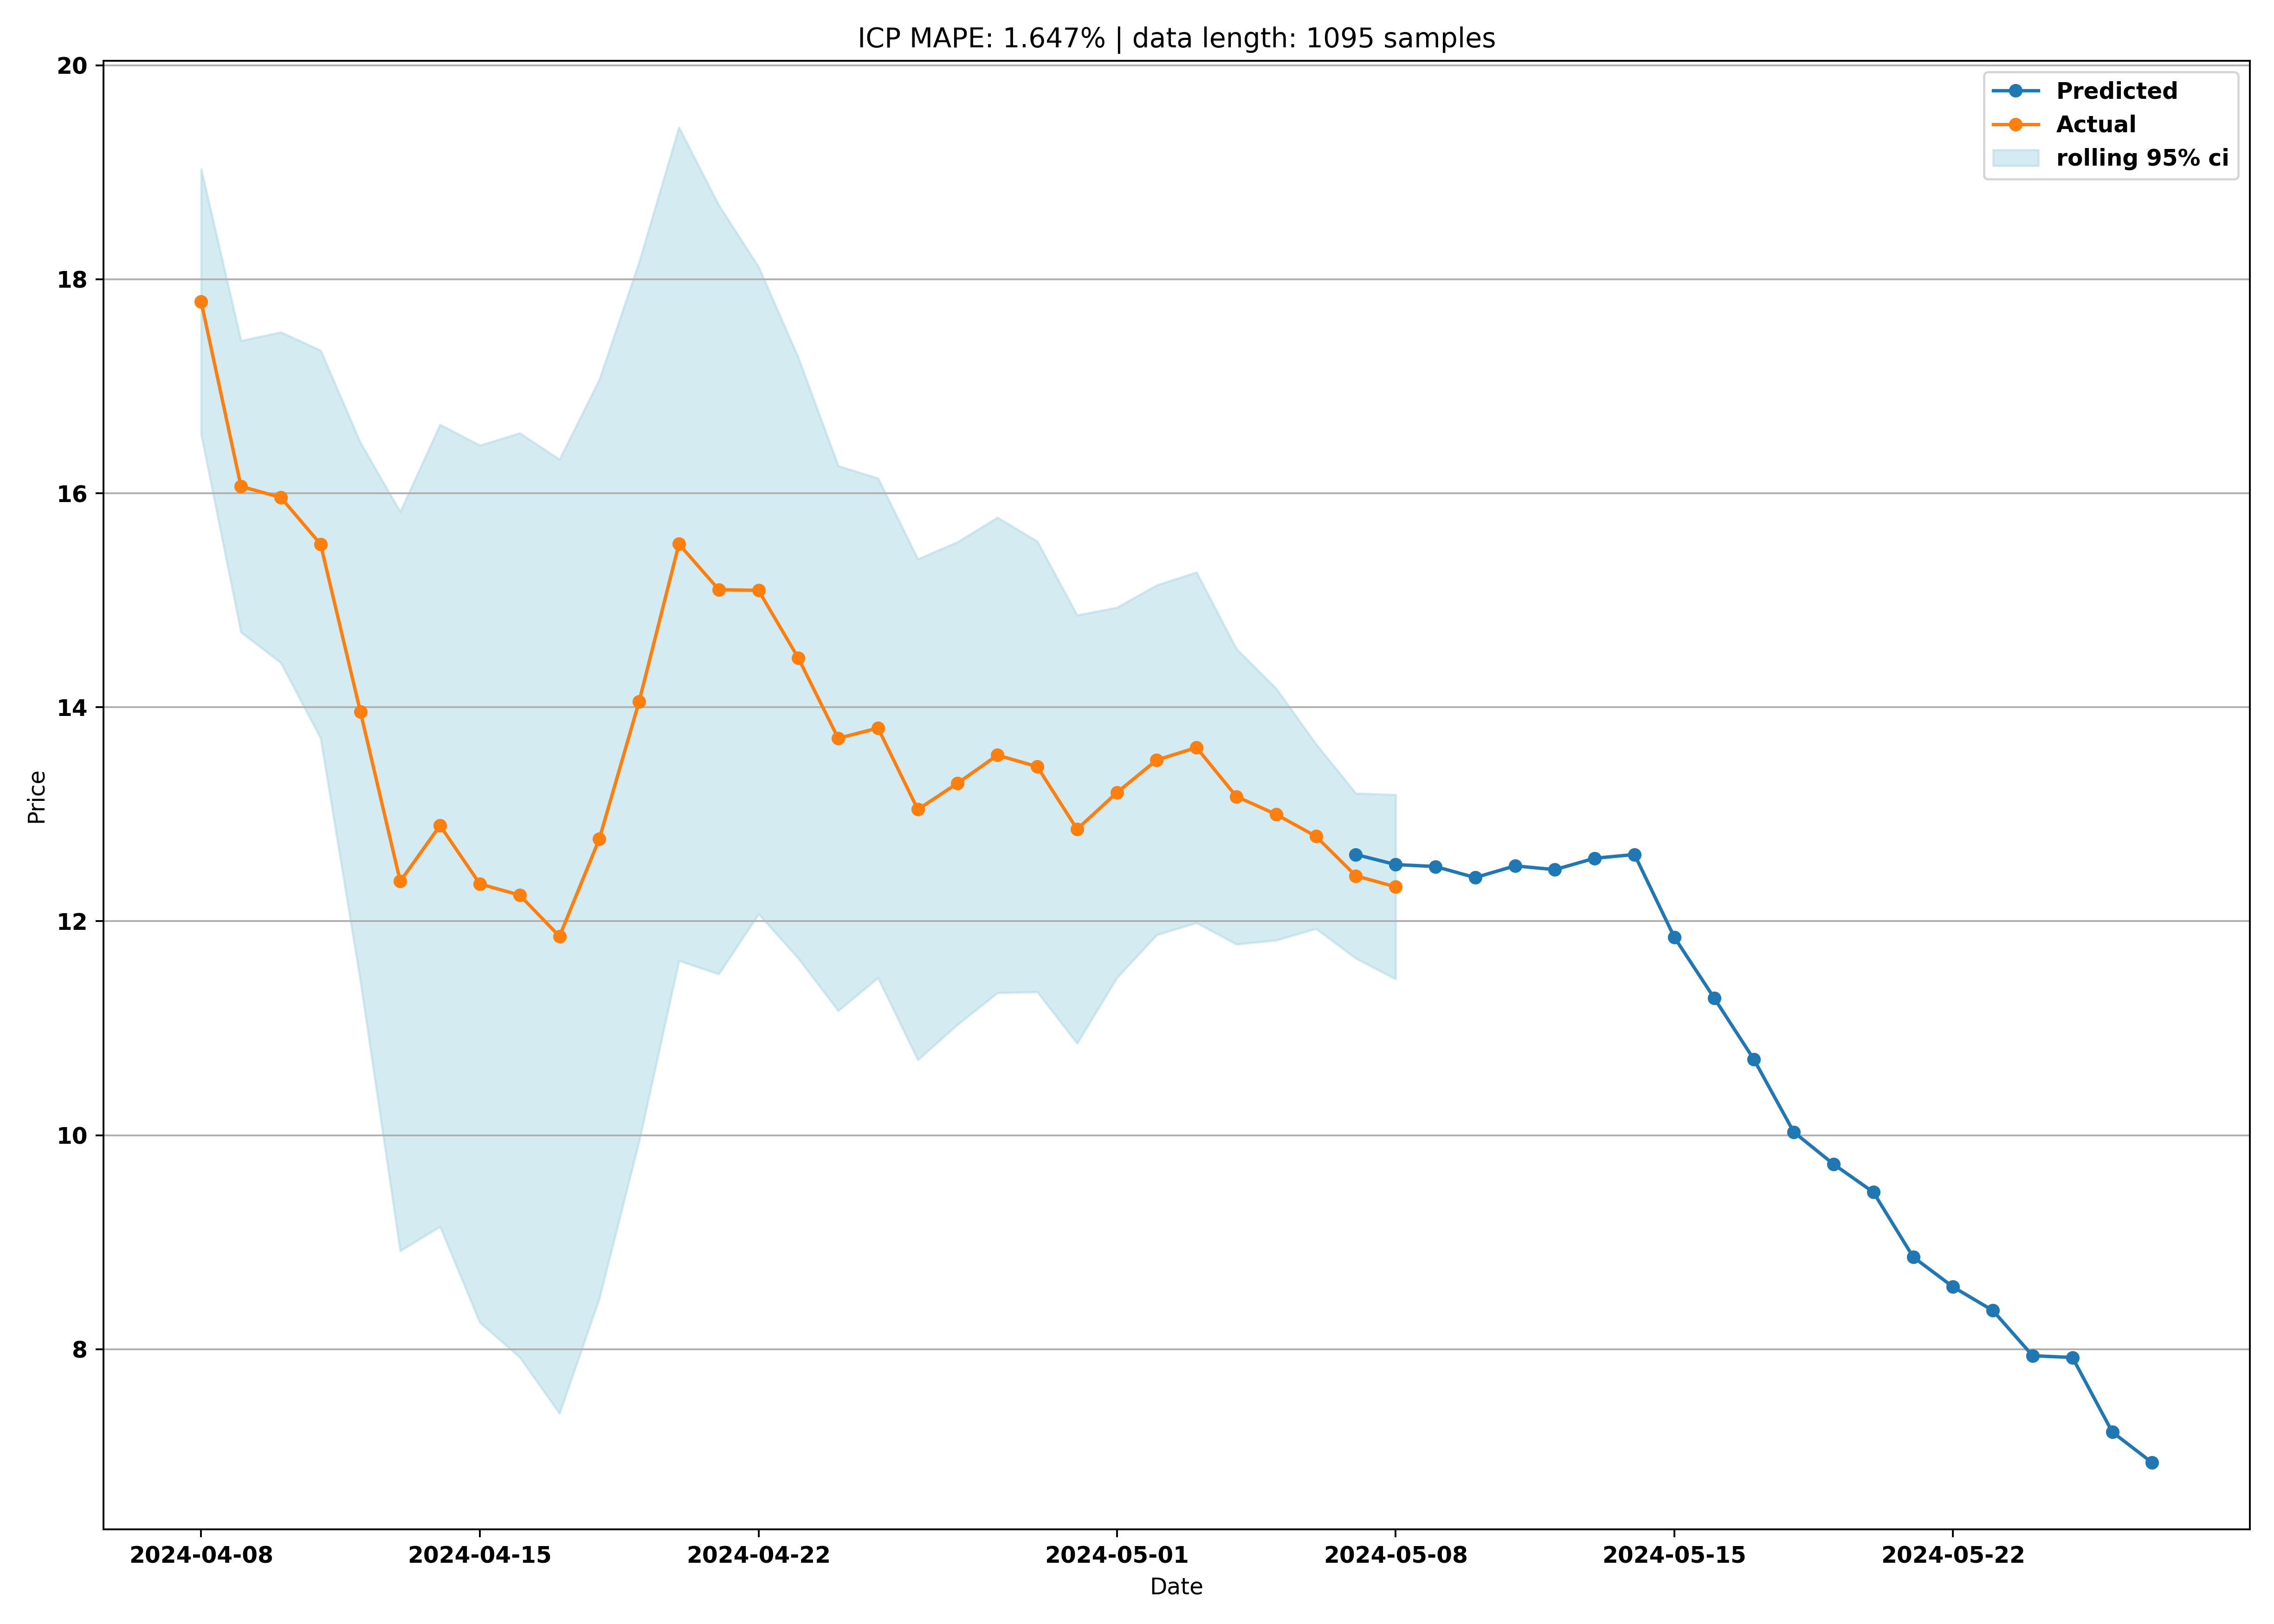 ICP MAPE: 1.647% | data length: 1095 samples
Predicted
Actual
rolling 95% ci
20
18
16
14
12
10
8
Price
2024-04-08 2024-04-15 2024-04-22 2024-05-01 2024-05-08 2024-05-15 2024-05-22
Date